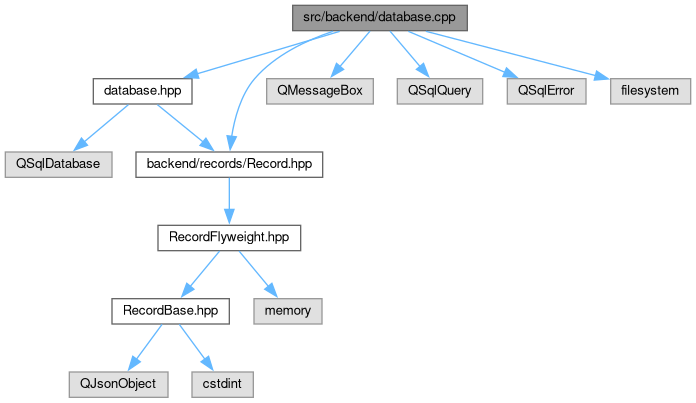 src/backend/database.cpp
database.hpp
QMessageBox
QSqlQuery
QSqlError
filesystem
QSqlDatabase
backend/records/Record.hpp
RecordFlyweight.hpp
RecordBase.hpp
memory
QJsonObject
cstdint